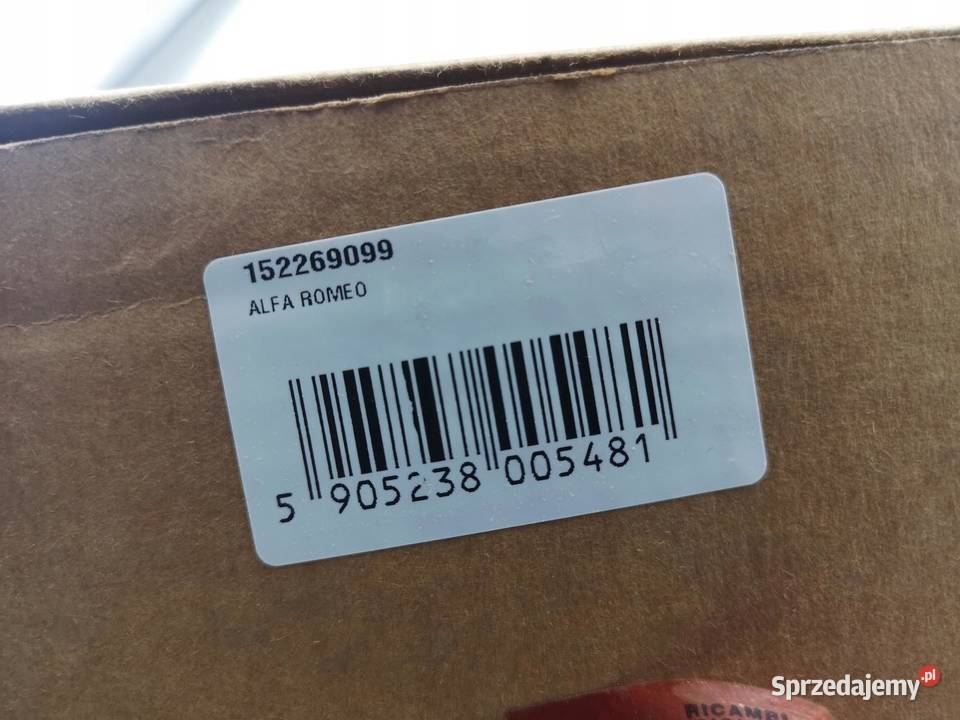 152269099
ALFA ROMEO
5 905238 005481
RICAMBI
Sprzedajemy.pl